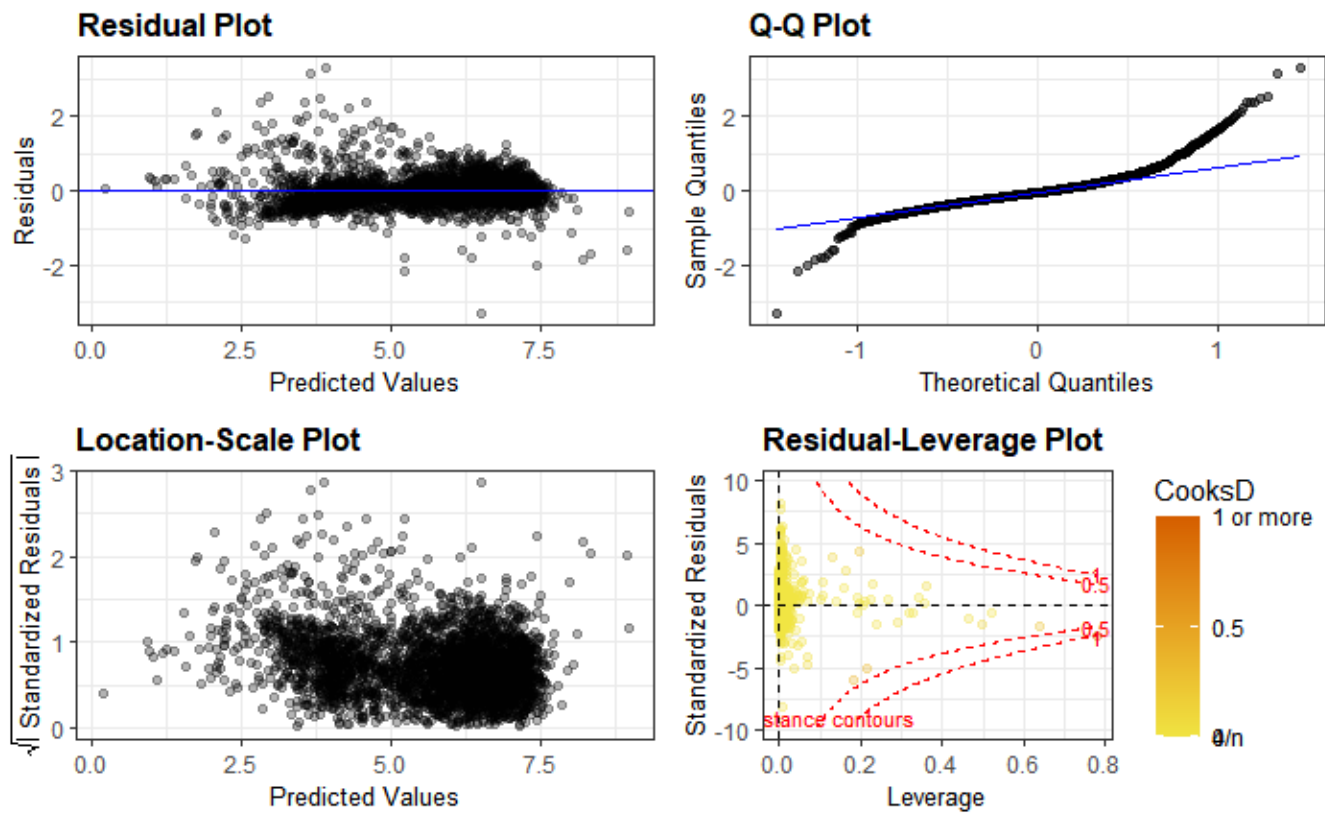 Residual Plot
Residuals
2
0
-2
0.0 2.5 5.0 7.5
Predicted Values
Q-Q Plot
Sample Quantiles
2
0
-2
-1 0 1
Theoretical Quantiles
Location-Scale Plot
√| Standardized Residuals |
3
2
1
0
0.0 2.5 5.0 7.5
Predicted Values
Residual-Leverage Plot
Standardized Residuals
10
5
0
-5
-10
1
0.5
0.5
1
stance contours
0.0 0.2 0.4 0.6 0.8
Leverage
CooksD
1 or more
0.5